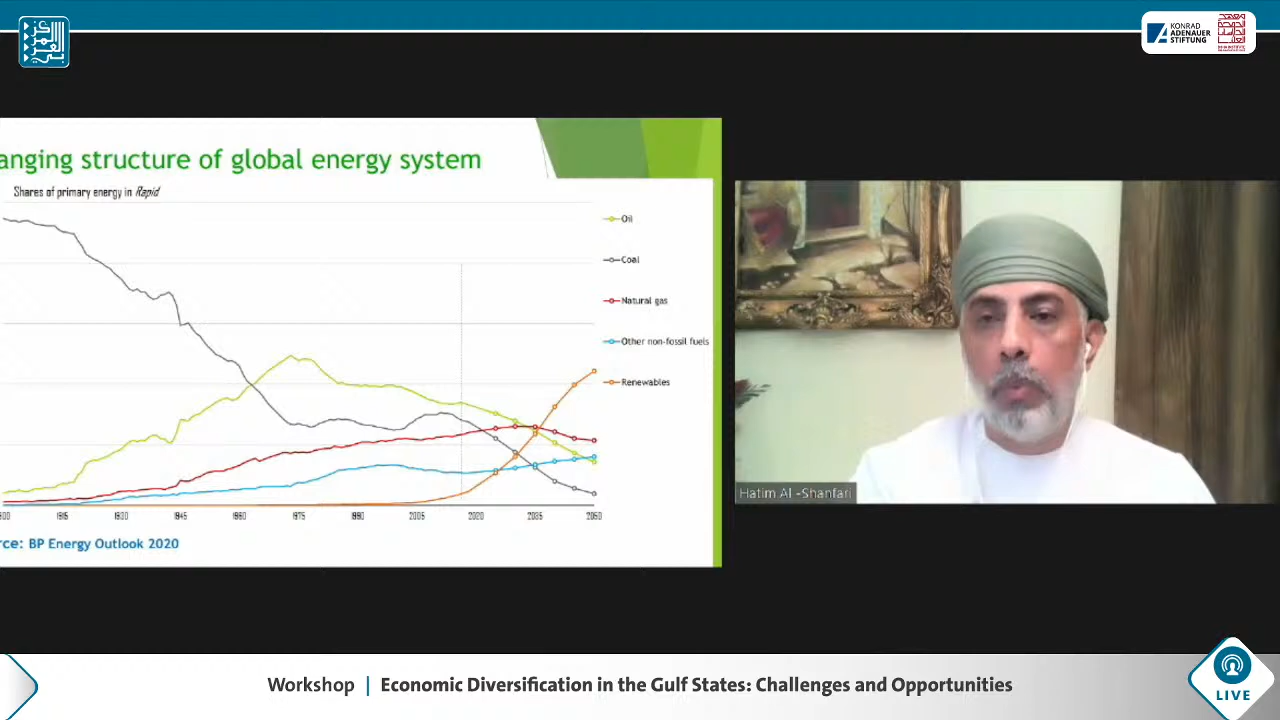 المركز العربي
KONRAD
ADENAUER
STIFTUNG
anging structure of global energy system
Shares of primary energy in Rapid
Oil
Coal
Natural gas
Other non-fossil fuels
Renewables
1915 1930 1945 1960 1975 1990 2005 2020 2035 2050
rce: BP Energy Outlook 2020
Hatim Al -Shanfari
Workshop | Economic Diversification in the Gulf States: Challenges and Opportunities
LIVE